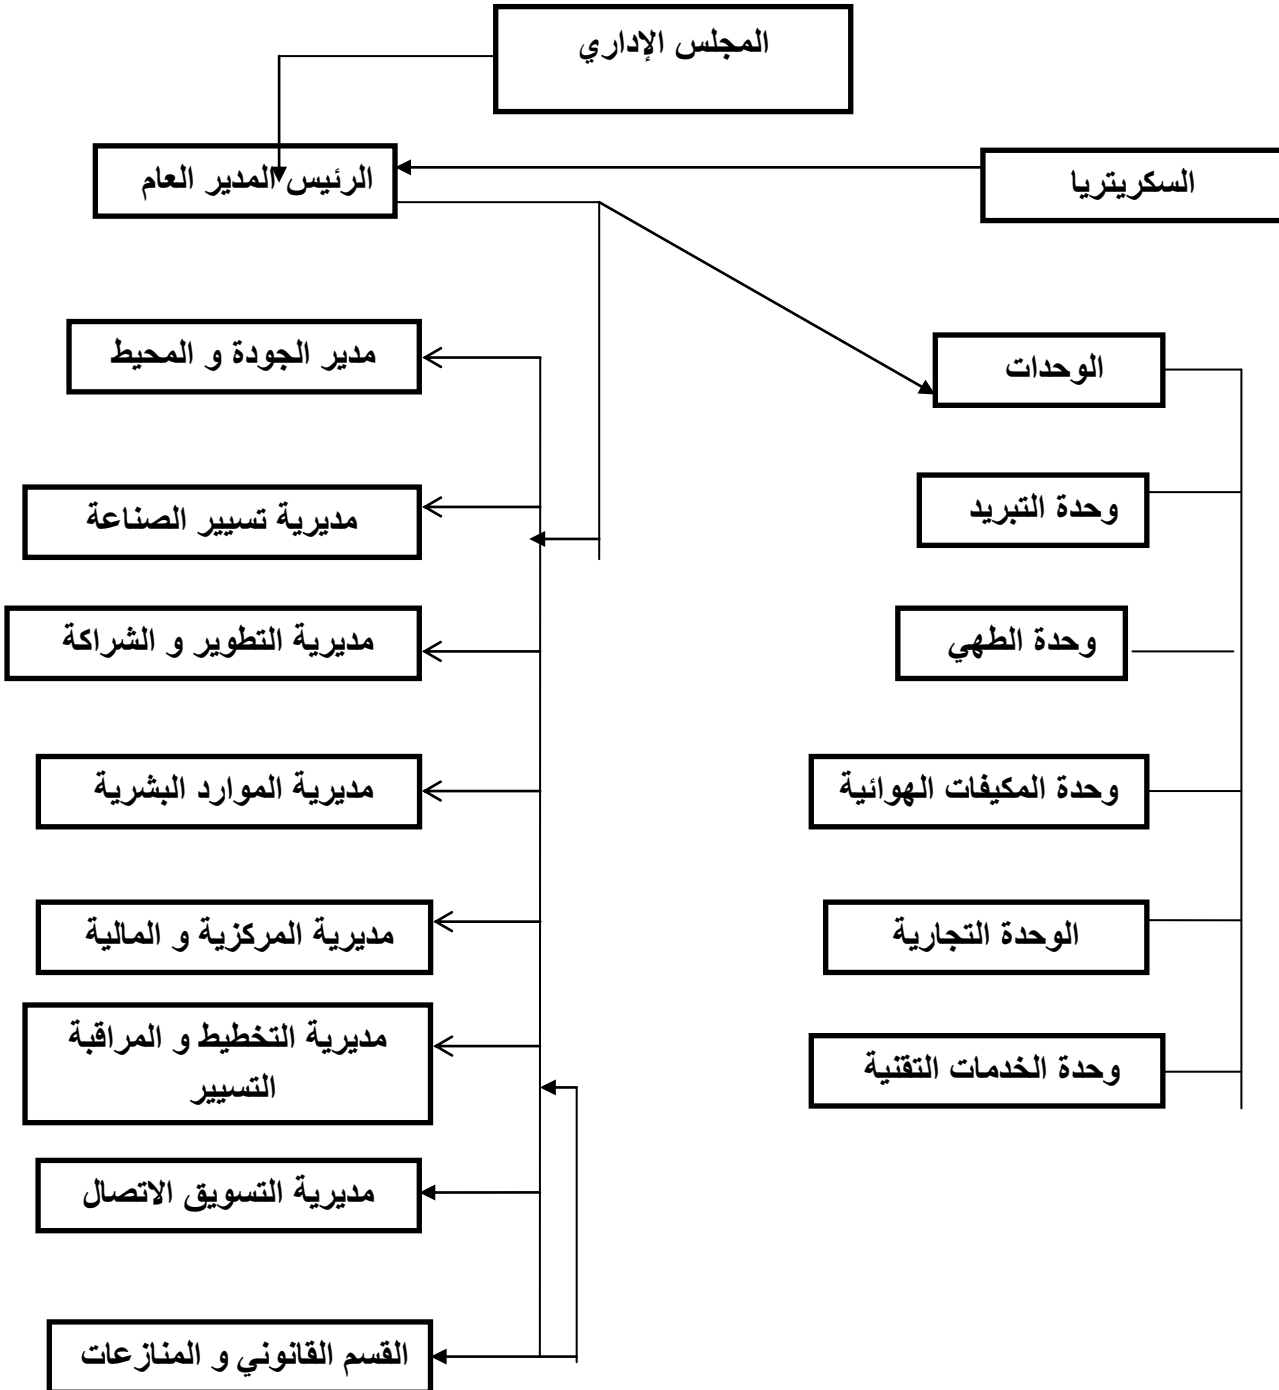 المجلس الإداري
السكريتريا
الرئيس المدير العام
الوحدات
وحدة التبريد
وحدة الطهي
وحدة المكيفات الهوائية
الوحدة التجارية
وحدة الخدمات التقنية
مدير الجودة و المحيط
مديرية تسيير الصناعة
مديرية التطوير و الشراكة
مديرية الموارد البشرية
مديرية المركزية و المالية
مديرية التخطيط و المراقبة
التسيير
مديرية التسويق الاتصال
القسم القانوني و المنازعات